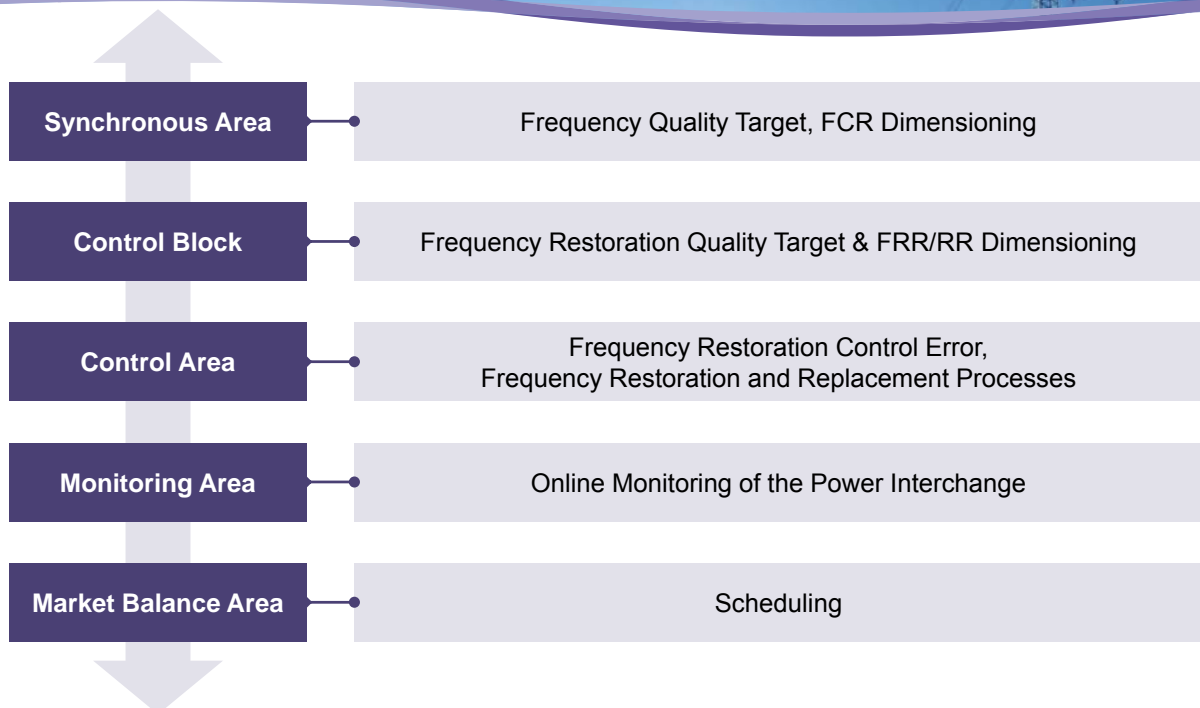 Synchronous Area
Frequency Quality Target, FCR Dimensioning
Control Block
Frequency Restoration Quality Target & FRR/RR Dimensioning
Control Area
Frequency Restoration Control Error,
Frequency Restoration and Replacement Processes
Monitoring Area
Online Monitoring of the Power Interchange
Market Balance Area
Scheduling